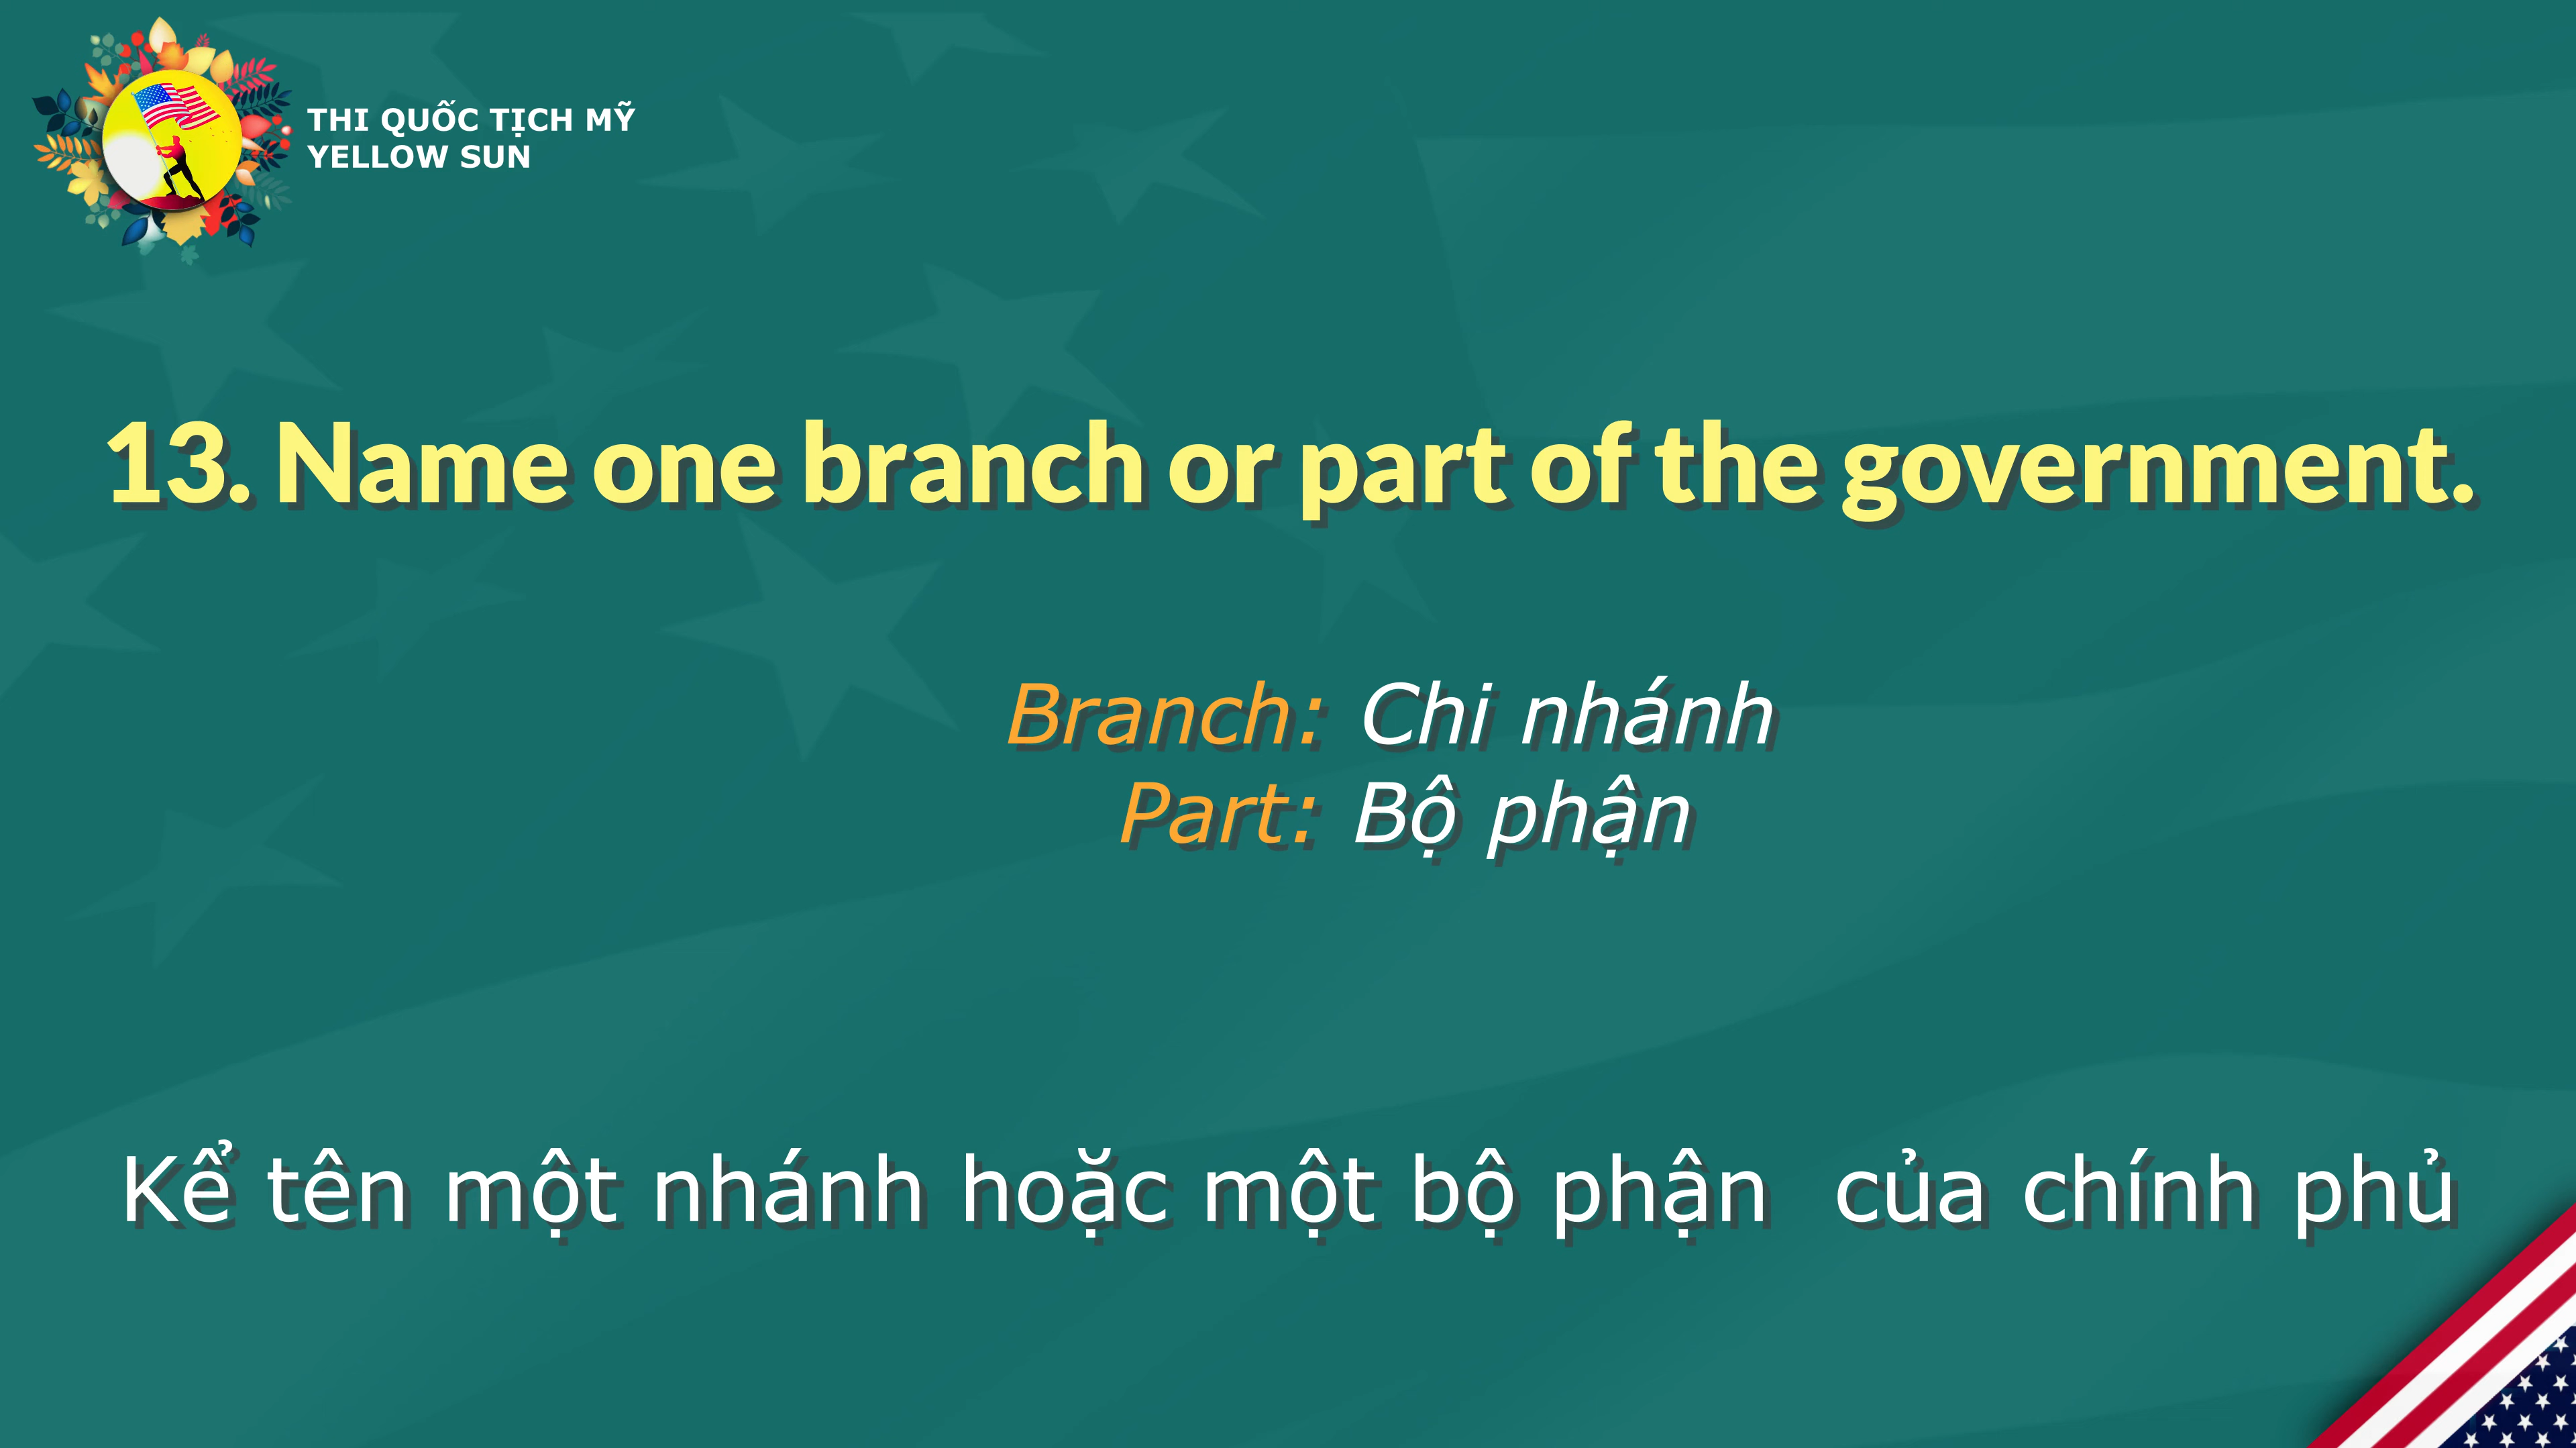 THI QUỐC TỊCH MỸ
YELLOW SUN
13. Name one branch or part of the government.
Branch: Chi nhánh
Part: Bộ phận
Kể tên một nhánh hoặc một bộ phận của chính phủ